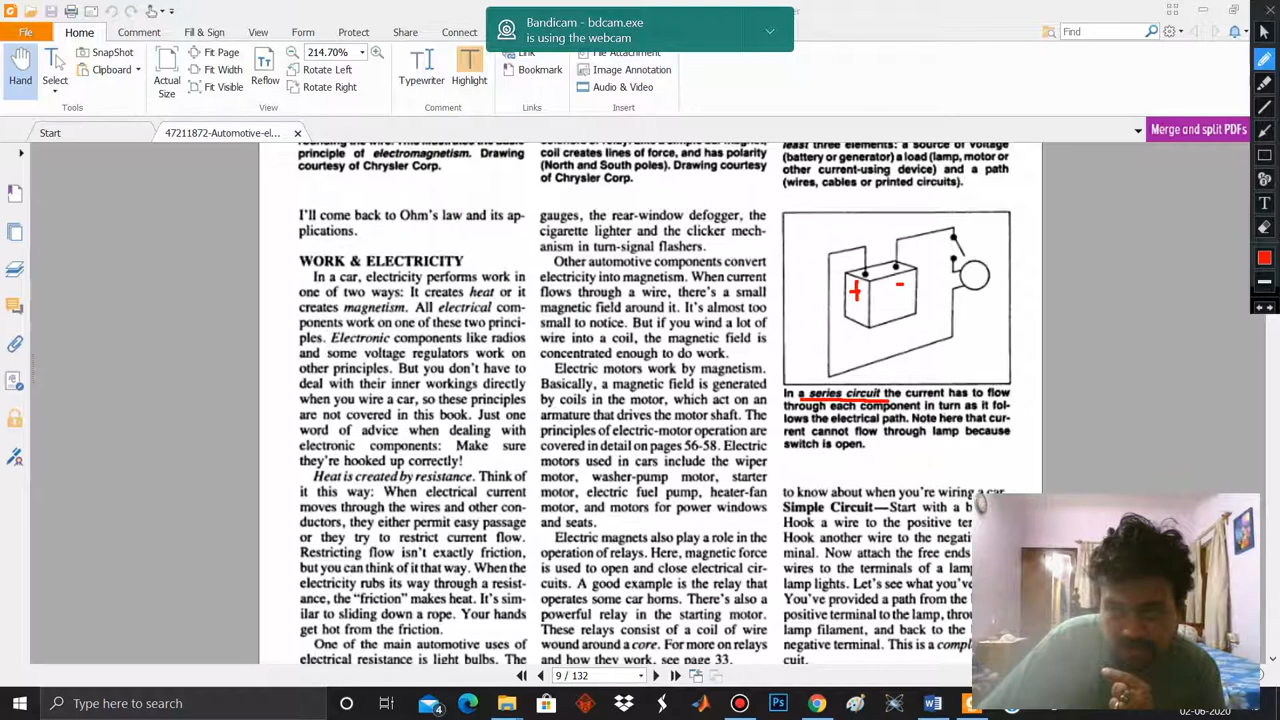 Bandicam - bdcam.exe
is using the webcam
File
Home
Comment
Fill & Sign
View
Form
Protect
Share
Connect
Find
Hand
Select
SnapShot
Clipboard
Tools
Actual
Size
Fit Page
Fit Width
Fit Visible
Reflow
214.70%
Rotate Left
Rotate Right
View
Typewriter
Highlight
Comment
Link
Bookmark
Links
File Attachment
Image Annotation
Audio & Video
Insert
Start
47211872-Automotive-el...
Merge and split PDFs
principle of electromagnetism. Drawing
courtesy of Chrysler Corp.
coil creates lines of force, and has polarity
(North and South poles). Drawing courtesy
of Chrysler Corp.
least three elements: a source of voltage
(battery or generator) a load (lamp, motor or
other current-using device) and a path
(wires, cables or printed circuits).
I'll come back to Ohm's law and its ap-
plications.
WORK & ELECTRICITY
In a car, electricity performs work in
one of two ways: It creates heat or it
creates magnetism. All electrical com-
ponents work on one of these two princi-
ples. Electronic components like radios
and some voltage regulators work on
other principles. But you don't have to
deal with their inner workings directly
when you wire a car, so these principles
are not covered in this book. Just one
word of advice when dealing with
electronic components: Make sure
they're hooked up correctly!
Heat is created by resistance. Think of
it this way: When electrical current
moves through the wires and other con-
ductors, they either permit easy passage
or they try to restrict current flow.
Restricting flow isn't exactly friction,
but you can think of it that way. When the
electricity rubs its way through a resist-
ance, the "friction" makes heat. It's sim-
ilar to sliding down a rope. Your hands
get hot from the friction.
One of the main automotive uses of
electrical resistance is light bulbs. The
gauges, the rear-window defogger, the
cigarette lighter and the clicker mech-
anism in turn-signal flashers.
Other automotive components convert
electricity into magnetism. When current
flows through a wire, there's a small
magnetic field around it. It's almost too
small to notice. But if you wind a lot of
wire into a coil, the magnetic field is
concentrated enough to do work.
Electric motors work by magnetism.
Basically, a magnetic field is generated
by coils in the motor, which act on an
armature that drives the motor shaft. The
principles of electric-motor operation are
covered in detail on pages 56-58. Electric
motors used in cars include the wiper
motor, washer-pump motor, starter
motor, electric fuel pump, heater-fan
motor, and motors for power windows
and seats.
Electric magnets also play a role in the
operation of relays. Here, magnetic force
is used to open and close electrical cir-
cuits. A good example is the relay that
operates some car horns. There's also a
powerful relay in the starting motor.
These relays consist of a coil of wire
wound around a core. For more on relays
and how they work, see page 33.
+ -
In a series circuit the current has to flow
through each component in turn as it fol-
lows the electrical path. Note here that cur-
rent cannot flow through lamp because
switch is open.
to know about when you're wiring a car.
Simple Circuit—Start with a b
Hook a wire to the positive ter
Hook another wire to the negati
minal. Now attach the free ends
wires to the terminals of a lam
lamp lights. Let's see what you'v
You've provided a path from the
positive terminal to the lamp, throu
lamp filament, and back to the
negative terminal. This is a compl
cuit.
9 / 132
Type here to search
4
Ps
02-06-2020